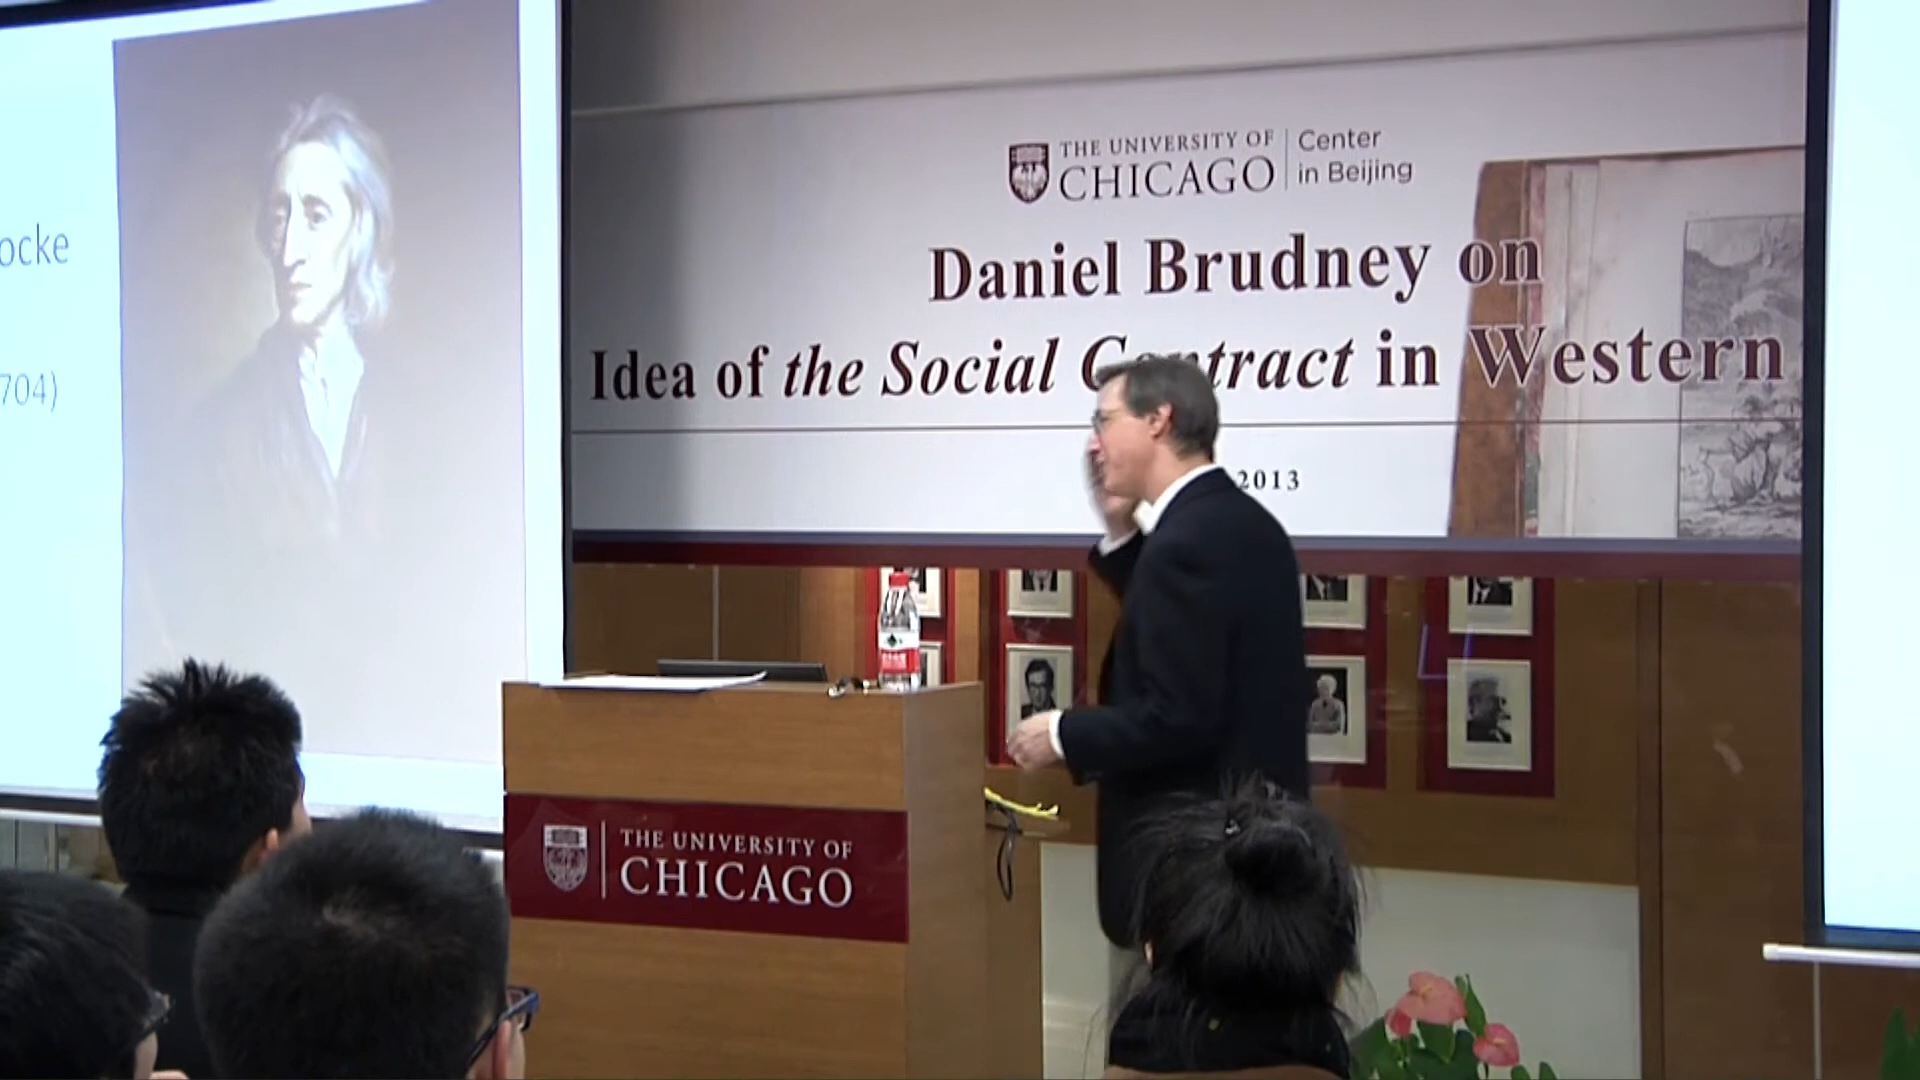 ocke
704)
THE UNIVERSITY OF
CHICAGO
Center
in Beijing
Daniel Brudney on
Idea of the Social Contract in Western
2013
THE UNIVERSITY OF
CHICAGO